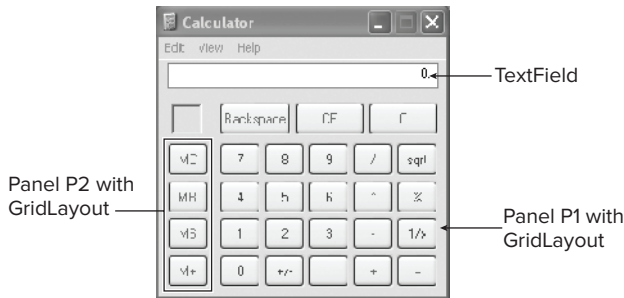 Calculator
Edit View Help
0.
TextField
Backspace CE C
MC 7 8 9 / sqrt
Panel P2 with
GridLayout
MR 4 5 6 * %
Panel P1 with
GridLayout
MS 1 2 3 - 1/x
M+ 0 +/- +